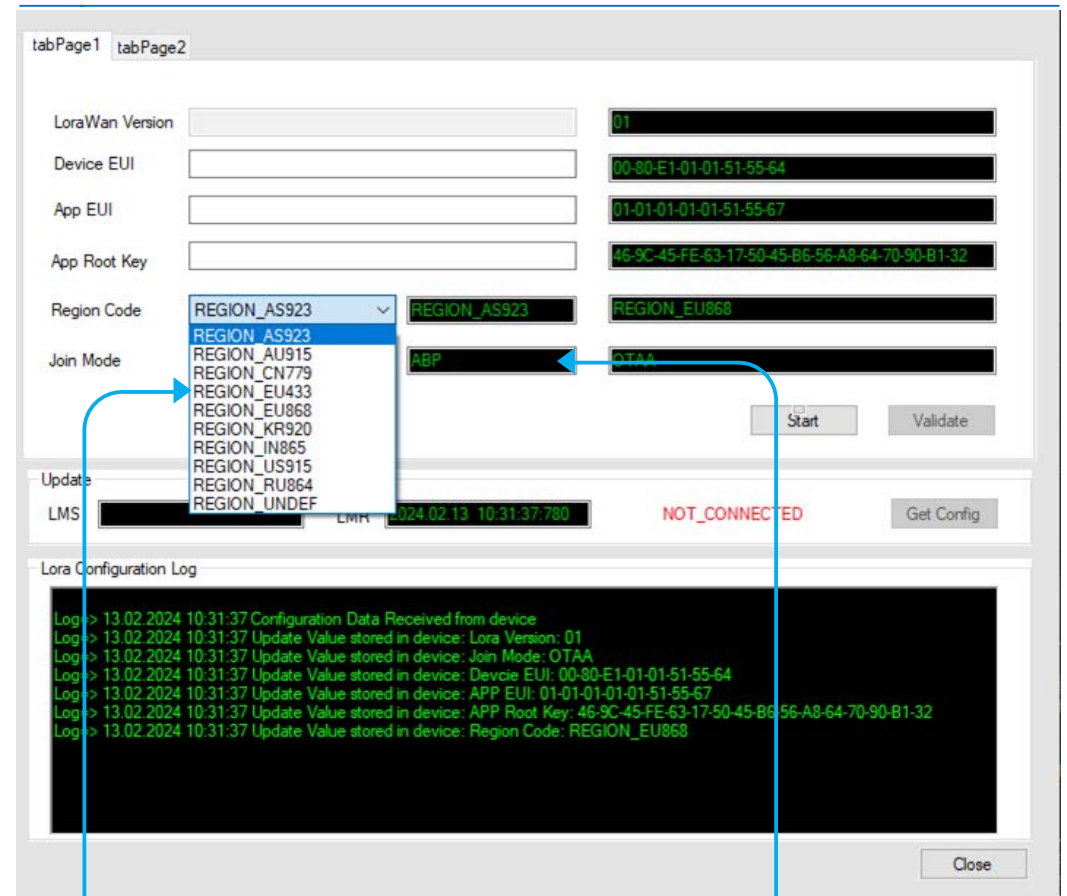 tabPage1 tabPage2
LoraWan Version 01
Device EUI 00-80-E1-01-01-51-55-64
App EUI 01-01-01-01-01-51-55-67
App Root Key 46-9C-45-FE-63-17-50-45-B6-56-A8-64-70-90-B1-32
Region Code REGION_AS923 REGION_AS923 REGION_EU868
REGION_AS923
REGION_AU915
Join Mode ABP OTAA
REGION_CN779
REGION_EU433
REGION_EU868
REGION_KR920
REGION_IN865
REGION_US915
REGION_RU864
REGION_UNDEF
Start Validate
Update
LMS LMR 2024.02.13 10:31:37:780 NOT_CONNECTED Get Config
Lora Configuration Log
Log=> 13.02.2024 10:31:37 Configuration Data Received from device
Log=> 13.02.2024 10:31:37 Update Value stored in device: Lora Version: 01
Log=> 13.02.2024 10:31:37 Update Value stored in device: Join Mode: OTAA
Log=> 13.02.2024 10:31:37 Update Value stored in device: Devcie EUI: 00-80-E1-01-01-51-55-64
Log=> 13.02.2024 10:31:37 Update Value stored in device: APP EUI: 01-01-01-01-01-51-55-67
Log=> 13.02.2024 10:31:37 Update Value stored in device: APP Root Key: 46-9C-45-FE-63-17-50-45-B6-56-A8-64-70-90-B1-32
Log=> 13.02.2024 10:31:37 Update Value stored in device: Region Code: REGION_EU868
Close